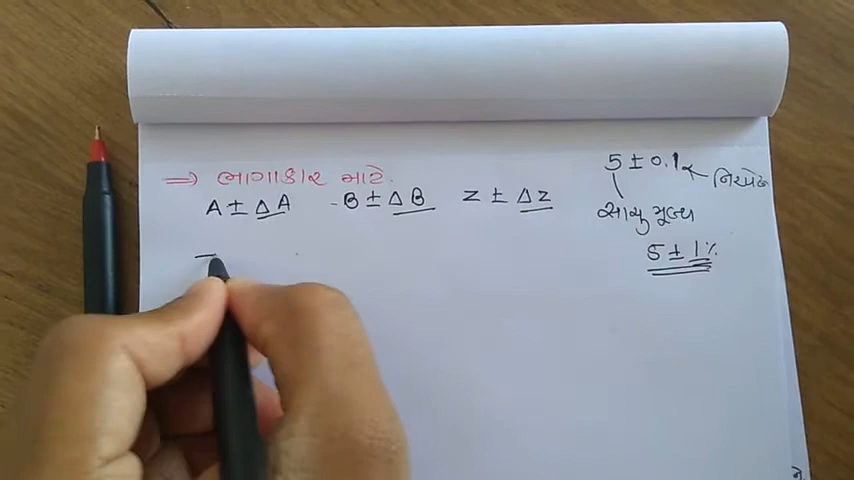 ⇒ ભાગાકાર માટે.
A ± ΔA  B ± ΔB  Z ± ΔZ
5 ± 0.1
નિરપેક્ષ
સાચુ મૂલ્ય
5 ± 1%